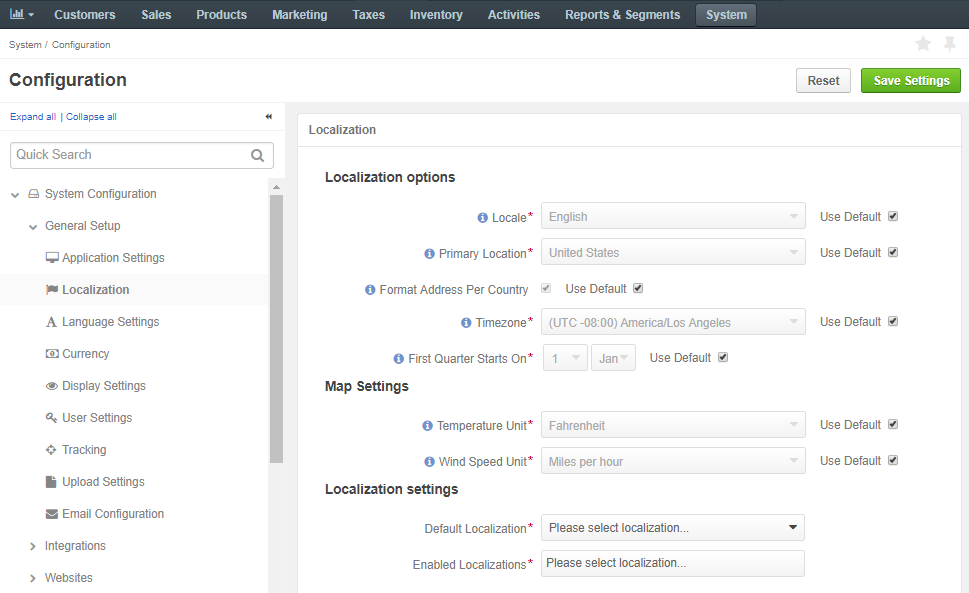 Customers Sales Products Marketing Taxes Inventory Activities Reports & Segments System
System / Configuration
Configuration
Reset Save Settings
Expand all | Collapse all
Quick Search
System Configuration
General Setup
Application Settings
Localization
Language Settings
Currency
Display Settings
User Settings
Tracking
Upload Settings
Email Configuration
Integrations
Websites
Localization
Localization options
Locale* English Use Default
Primary Location* United States Use Default
Format Address Per Country Use Default
Timezone* (UTC -08:00) America/Los Angeles Use Default
First Quarter Starts On* 1 Jan Use Default
Map Settings
Temperature Unit* Fahrenheit Use Default
Wind Speed Unit* Miles per hour Use Default
Localization settings
Default Localization* Please select localization...
Enabled Localizations* Please select localization...